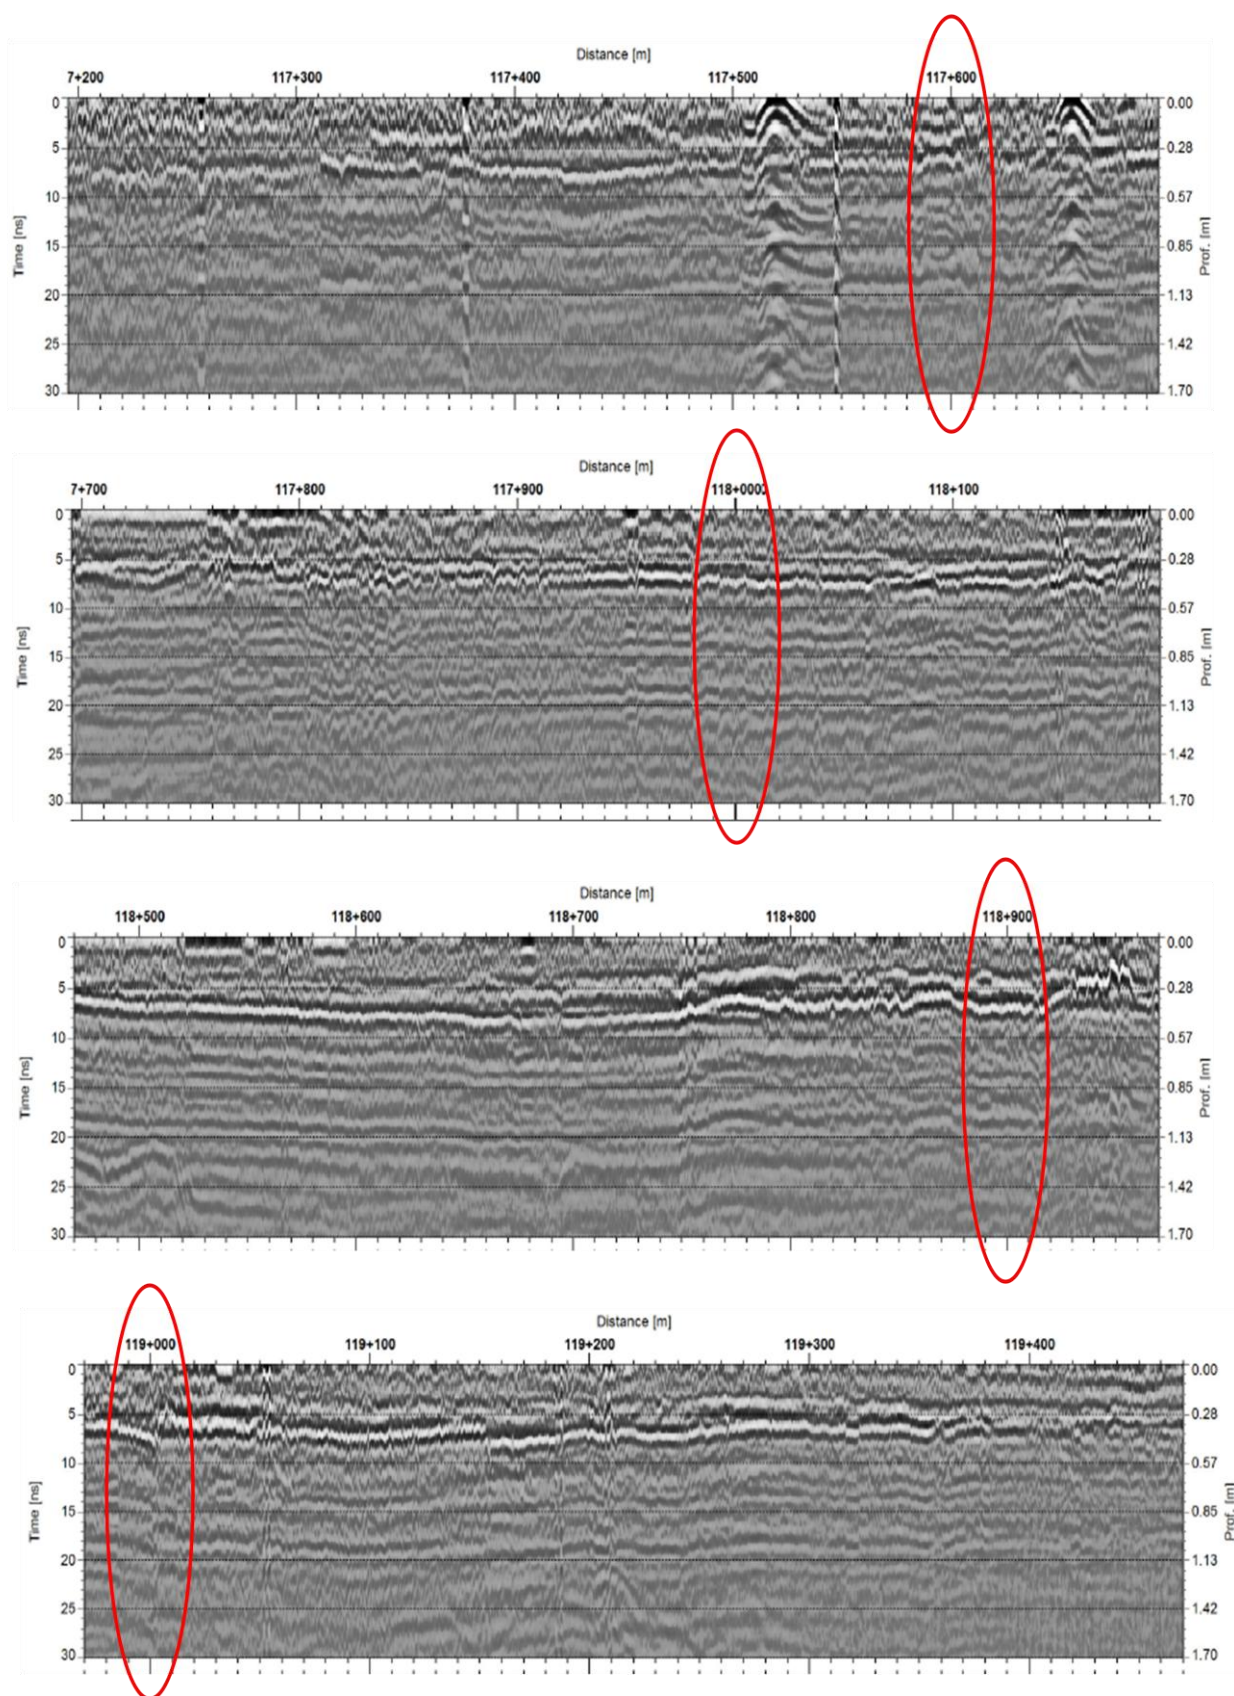 Distance [m]
7+200 117+300 117+400 117+500 117+600
0 0.00
5 0.28
10 0.57
15 0.85
20 1.13
25 1.42
30 1.70
Time [ns]
Prof. [m]
Distance [m]
7+700 117+800 117+900 118+000 118+100
0 0.00
5 0.28
10 0.57
15 0.85
20 1.13
25 1.42
30 1.70
Time [ns]
Prof. [m]
Distance [m]
118+500 118+600 118+700 118+800 118+900
0 0.00
5 0.28
10 0.57
15 0.85
20 1.13
25 1.42
30 1.70
Time [ns]
Prof. [m]
Distance [m]
119+000 119+100 119+200 119+300 119+400
0 0.00
5 0.28
10 0.57
15 0.85
20 1.13
25 1.42
30 1.70
Time [ns]
Prof. [m]